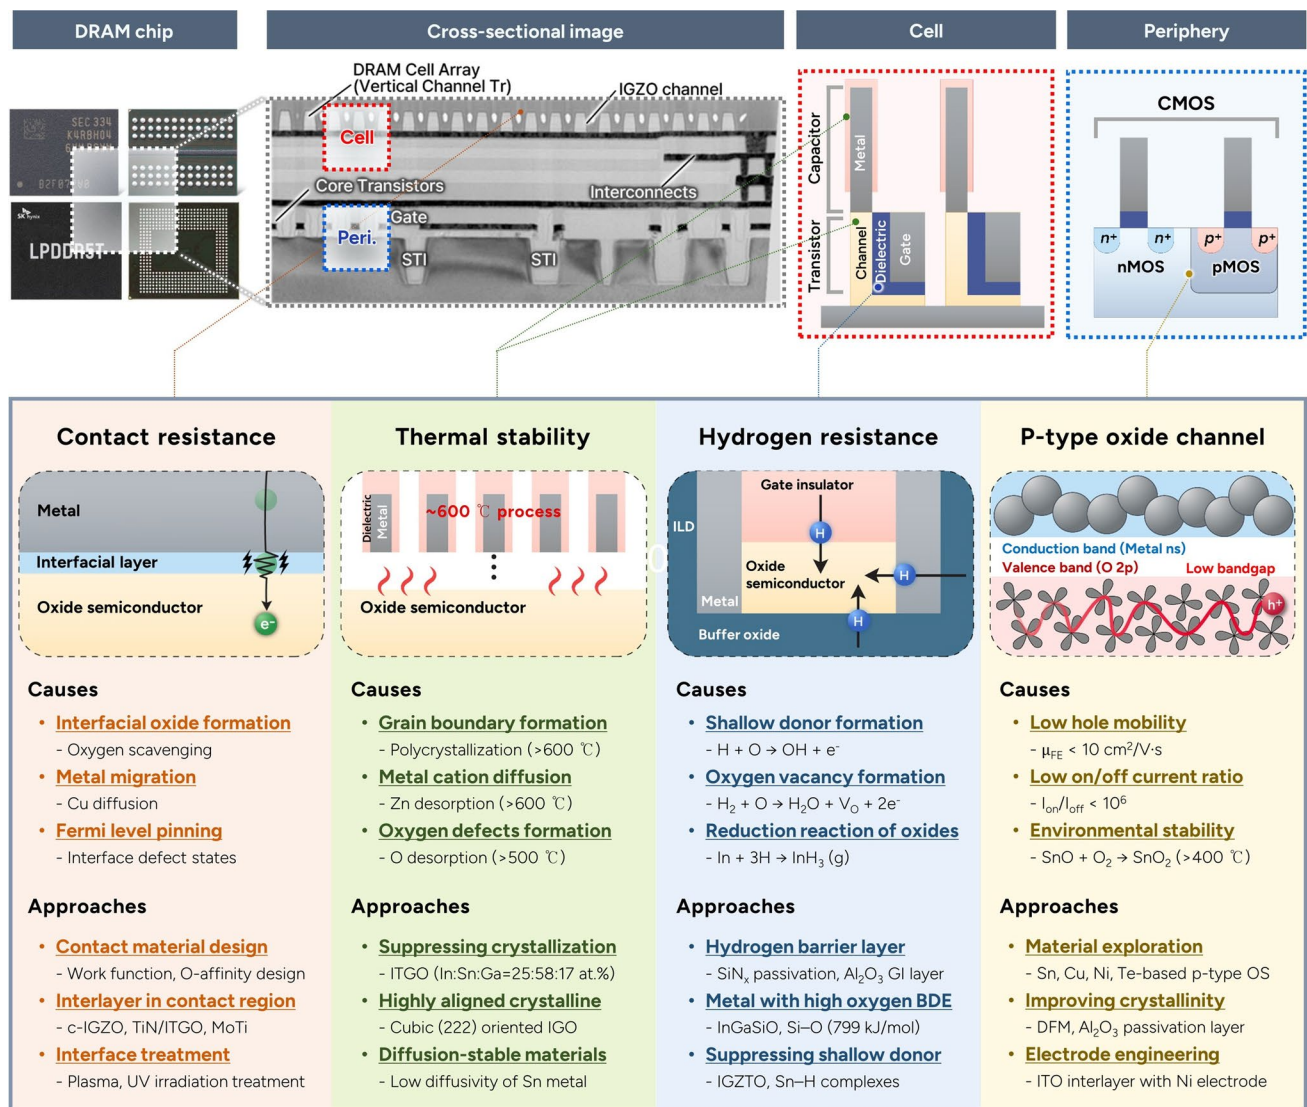 DRAM chip
Cross-sectional image
Cell
Periphery
SEC 334
K4RBH04
SK hynix
LPDDR5T
DRAM Cell Array
(Vertical Channel Tr)
IGZO channel
Cell
Core Transistors
Interconnects
Gate
Peri.
STI
STI
Capacitor
Metal
Transistor
Channel
Dielectric
Gate
CMOS
n+
n+
p+
p+
nMOS
pMOS
Contact resistance
Metal
Interfacial layer
Oxide semiconductor
e-
Causes
• Interfacial oxide formation
- Oxygen scavenging
• Metal migration
- Cu diffusion
• Fermi level pinning
- Interface defect states
Approaches
• Contact material design
- Work function, O-affinity design
• Interlayer in contact region
- c-IGZO, TiN/ITGO, MoTi
• Interface treatment
- Plasma, UV irradiation treatment
Thermal stability
Dielectric
Metal
~600 ℃ process
Oxide semiconductor
Causes
• Grain boundary formation
- Polycrystallization (>600 ℃)
• Metal cation diffusion
- Zn desorption (>600 ℃)
• Oxygen defects formation
- O desorption (>500 ℃)
Approaches
• Suppressing crystallization
- ITGO (In:Sn:Ga=25:58:17 at.%)
• Highly aligned crystalline
- Cubic (222) oriented IGO
• Diffusion-stable materials
- Low diffusivity of Sn metal
Hydrogen resistance
Gate insulator
ILD
H
Oxide
semiconductor
H
Metal
H
Buffer oxide
Causes
• Shallow donor formation
- H + O → OH + e-
• Oxygen vacancy formation
- H2 + O → H2O + VO + 2e-
• Reduction reaction of oxides
- In + 3H → InH3 (g)
Approaches
• Hydrogen barrier layer
- SiNx passivation, Al2O3 GI layer
• Metal with high oxygen BDE
- InGaSiO, Si–O (799 kJ/mol)
• Suppressing shallow donor
- IGZTO, Sn–H complexes
P-type oxide channel
Conduction band (Metal ns)
Valence band (O 2p)
Low bandgap
h+
Causes
• Low hole mobility
- μFE < 10 cm2/V·s
• Low on/off current ratio
- Ion/Ioff < 106
• Environmental stability
- SnO + O2 → SnO2 (>400 ℃)
Approaches
• Material exploration
- Sn, Cu, Ni, Te-based p-type OS
• Improving crystallinity
- DFM, Al2O3 passivation layer
• Electrode engineering
- ITO interlayer with Ni electrode